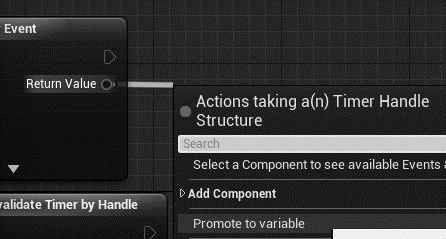 Event
Return Value
Actions taking a(n) Timer Handle
Structure
Search
Select a Component to see available Events &
Add Component
alidate Timer by Handle
Promote to variable